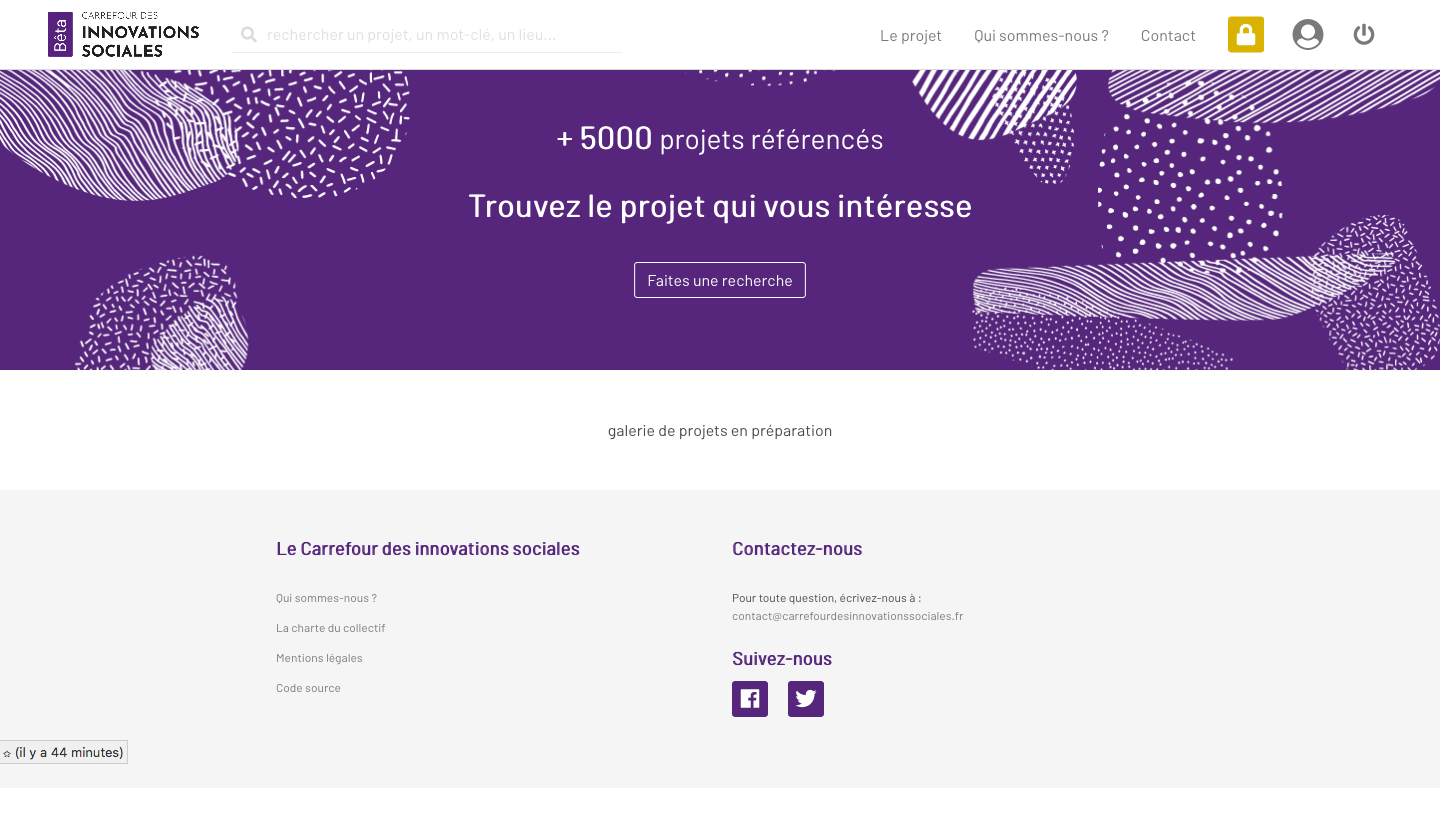 Bêta
CARREFOUR DES
INNOVATIONS
SOCIALES
rechercher un projet, un mot-clé, un lieu...
Le projet
Qui sommes-nous ?
Contact
+ 5000 projets référencés
Trouvez le projet qui vous intéresse
Faites une recherche
galerie de projets en préparation
Le Carrefour des innovations sociales
Qui sommes-nous ?
La charte du collectif
Mentions légales
Code source
Contactez-nous
Pour toute question, écrivez-nous à :
contact@carrefourdesinnovationssociales.fr
Suivez-nous
☆ (il y a 44 minutes)